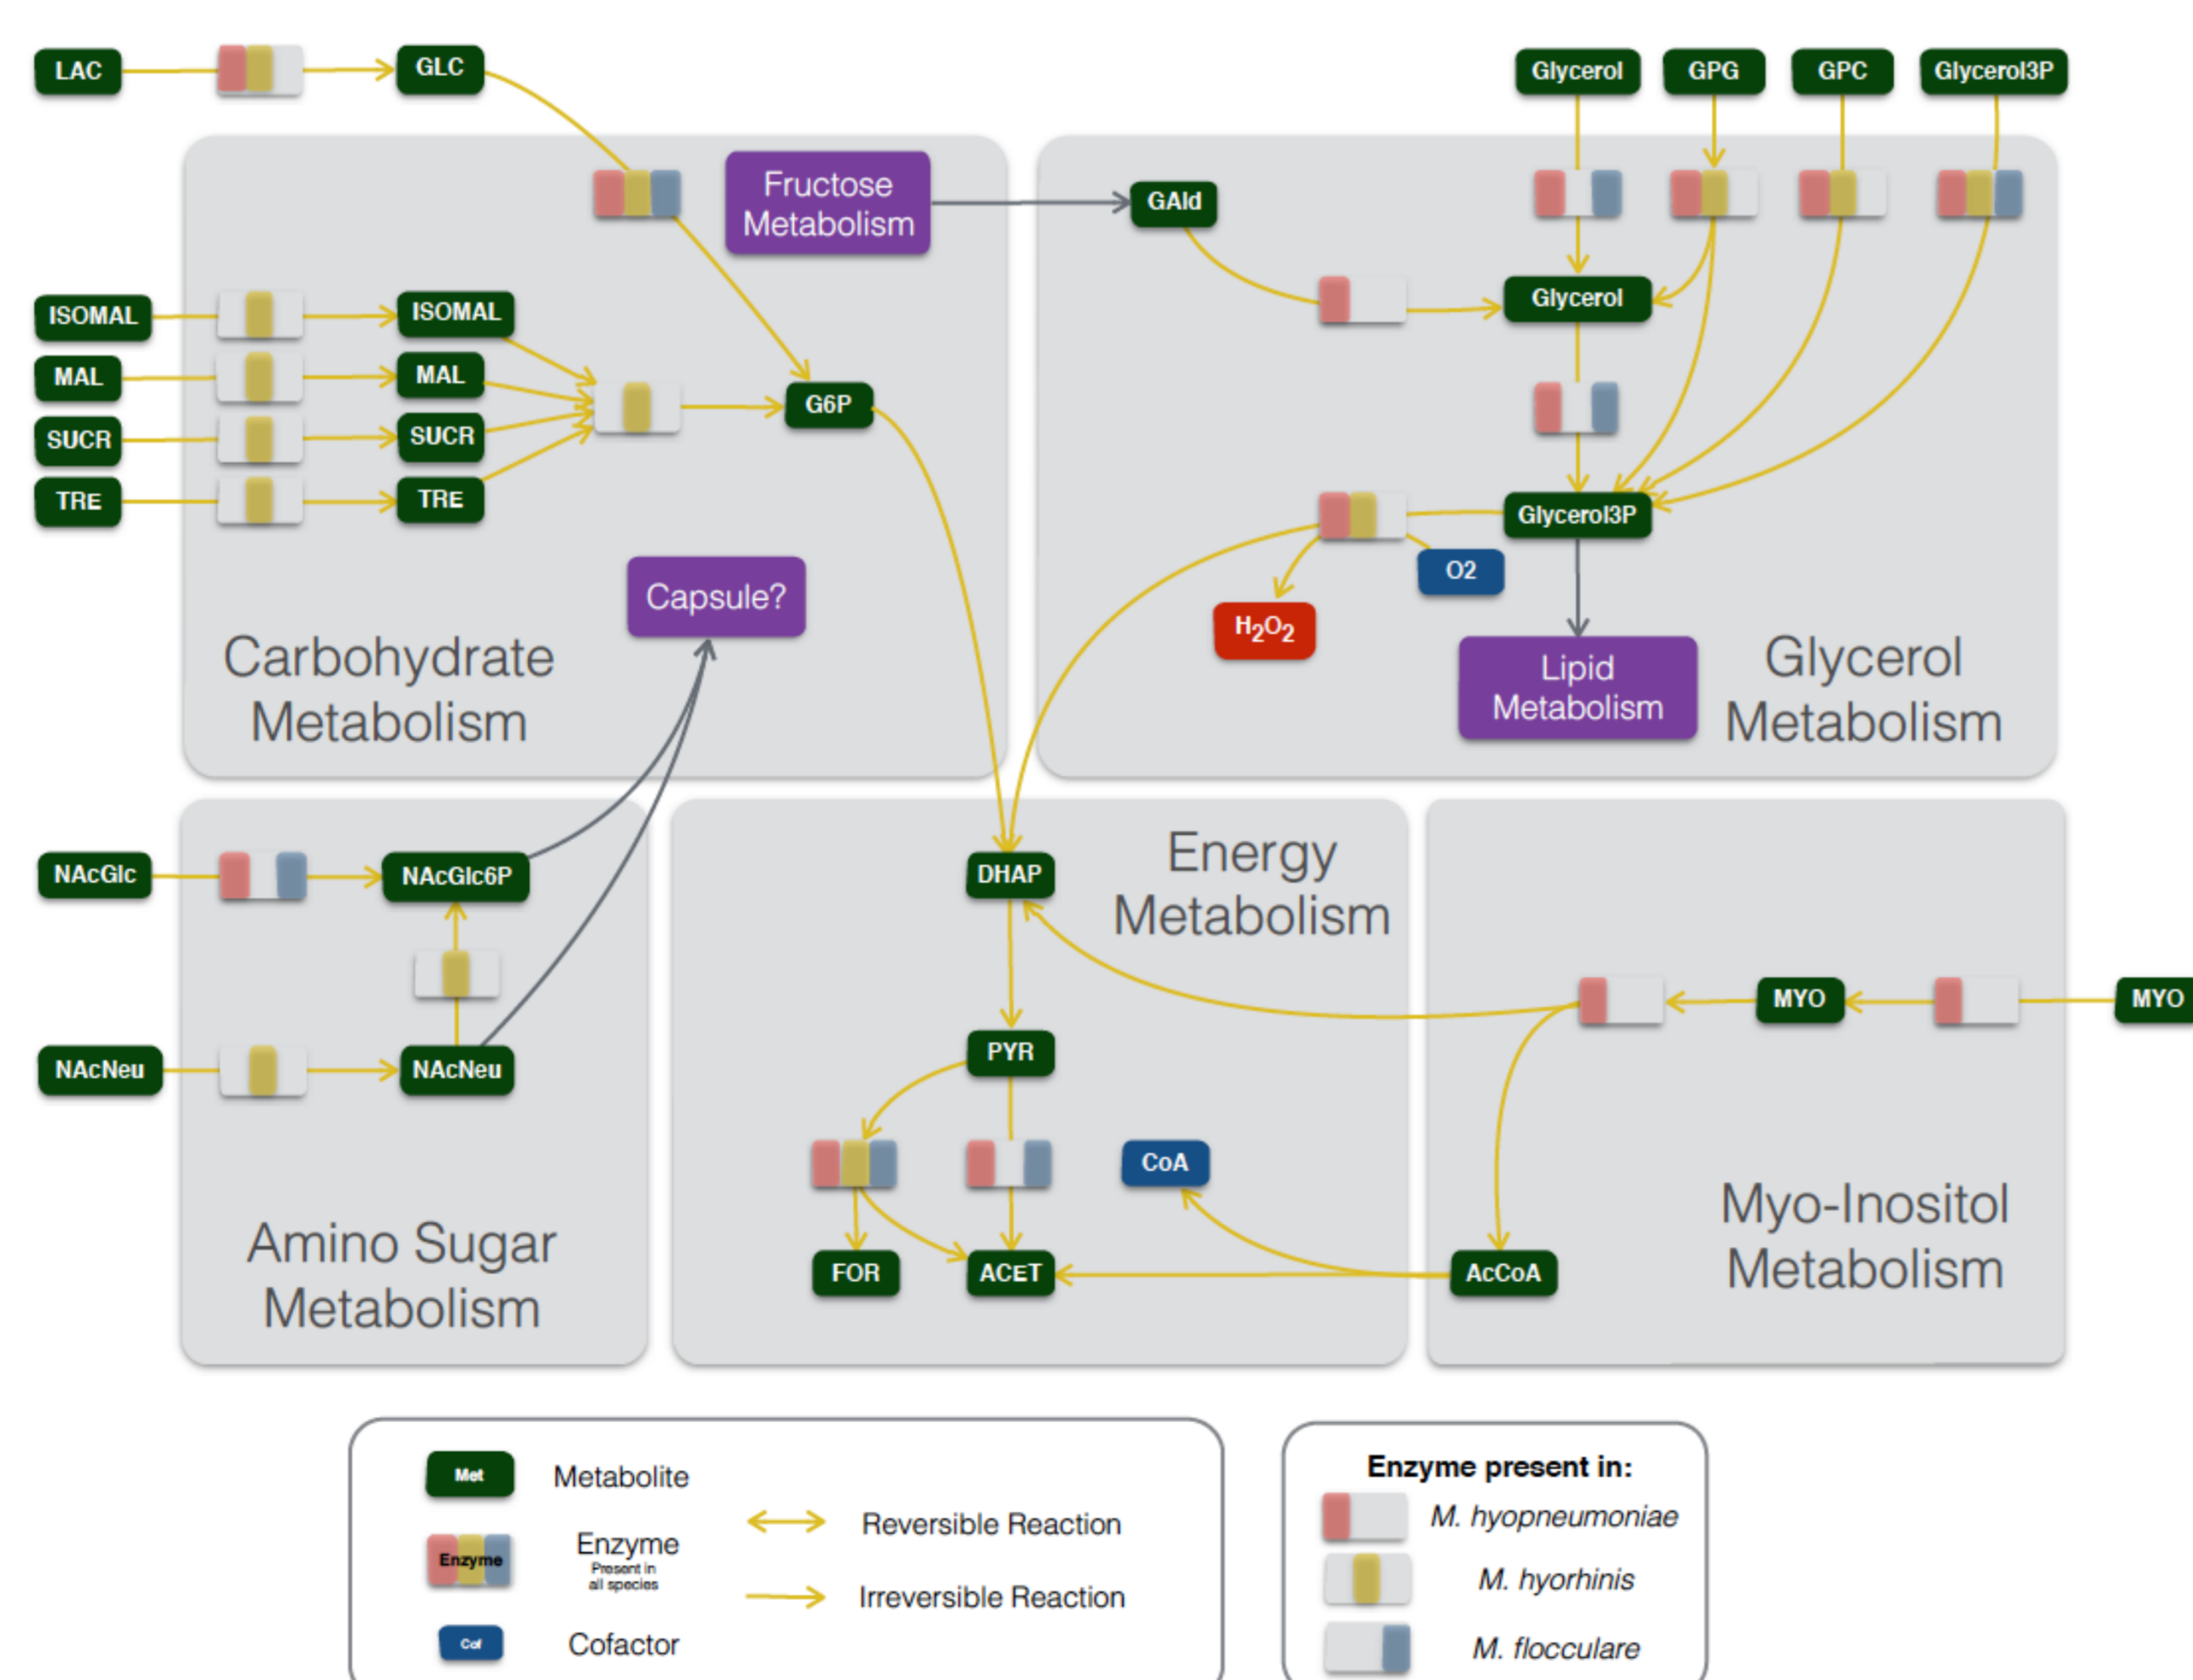 LAC
GLC
Glycerol
GPG
GPC
Glycerol3P
Fructose
Metabolism
GAld
ISOMAL
ISOMAL
MAL
MAL
SUCR
SUCR
TRE
TRE
G6P
Glycerol
Glycerol3P
O2
H2O2
Capsule?
Lipid
Metabolism
Carbohydrate
Metabolism
Glycerol
Metabolism
NAcGlc
NAcGlc6P
NAcNeu
NAcNeu
Amino Sugar
Metabolism
DHAP
Energy
Metabolism
PYR
CoA
FOR
ACET
AcCoA
MYO
MYO
Myo-Inositol
Metabolism
Met
Metabolite
Enzyme
Enzyme
Present in
all species
Cof
Cofactor
Reversible Reaction
Irreversible Reaction
Enzyme present in:
M. hyopneumoniae
M. hyorhinis
M. flocculare